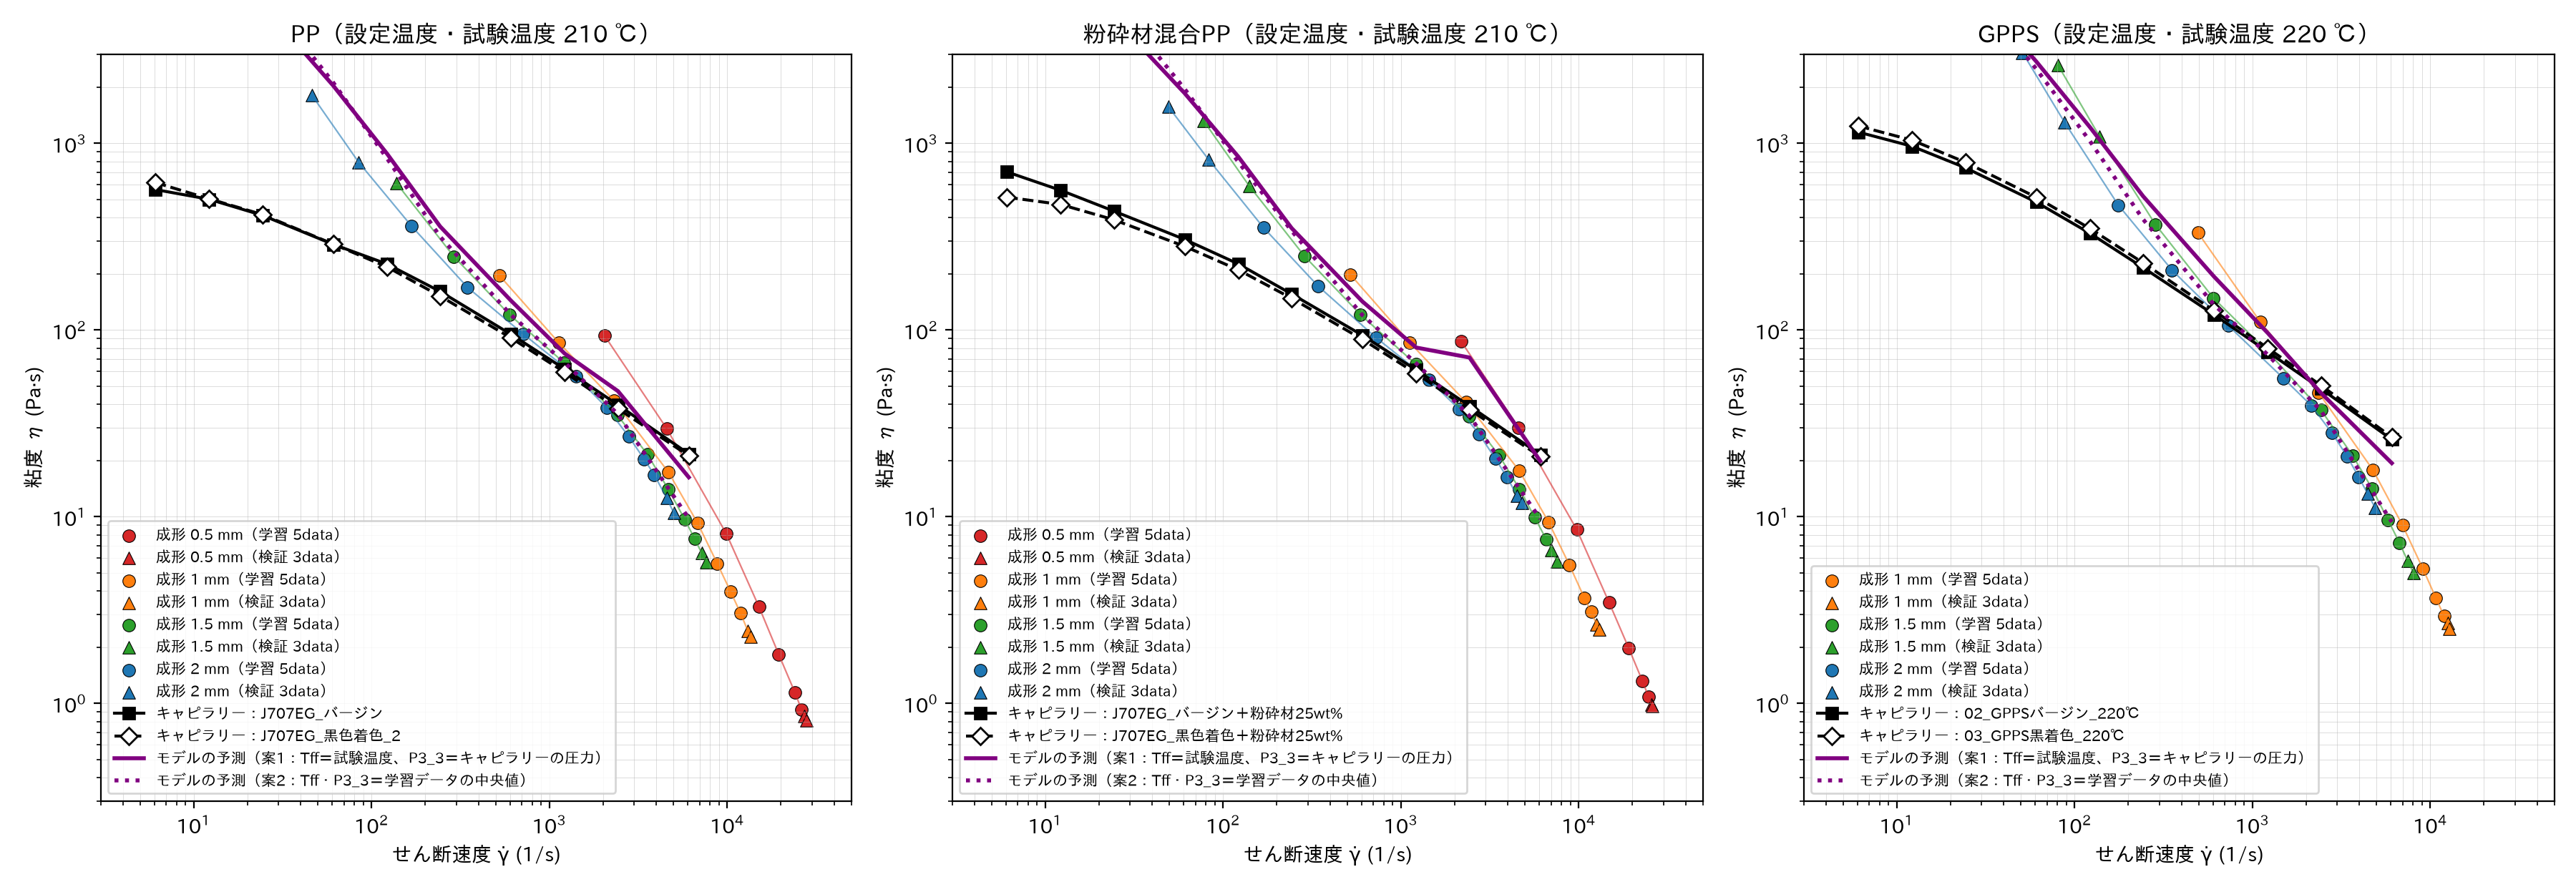 PP（設定温度・試験温度 210 ℃）
粘度 η (Pa·s)
10³
10²
10¹
10⁰
成形 0.5 mm（学習 5data）
成形 0.5 mm（検証 3data）
成形 1 mm（学習 5data）
成形 1 mm（検証 3data）
成形 1.5 mm（学習 5data）
成形 1.5 mm（検証 3data）
成形 2 mm（学習 5data）
成形 2 mm（検証 3data）
キャピラリー：J707EG_バージン
キャピラリー：J707EG_黒色着色_2
モデルの予測（案1：Tff=試験温度、P3_3=キャピラリーの圧力）
モデルの予測（案2：Tff・P3_3=学習データの中央値）
10¹
10²
10³
10⁴
せん断速度 γ̇ (1/s)
粉砕材混合PP（設定温度・試験温度 210 ℃）
粘度 η (Pa·s)
10³
10²
10¹
10⁰
成形 0.5 mm（学習 5data）
成形 0.5 mm（検証 3data）
成形 1 mm（学習 5data）
成形 1 mm（検証 3data）
成形 1.5 mm（学習 5data）
成形 1.5 mm（検証 3data）
成形 2 mm（学習 5data）
成形 2 mm（検証 3data）
キャピラリー：J707EG_バージン＋粉砕材25wt%
キャピラリー：J707EG_黒色着色＋粉砕材25wt%
モデルの予測（案1：Tff=試験温度、P3_3=キャピラリーの圧力）
モデルの予測（案2：Tff・P3_3=学習データの中央値）
10¹
10²
10³
10⁴
せん断速度 γ̇ (1/s)
GPPS（設定温度・試験温度 220 ℃）
粘度 η (Pa·s)
10³
10²
10¹
10⁰
成形 1 mm（学習 5data）
成形 1 mm（検証 3data）
成形 1.5 mm（学習 5data）
成形 1.5 mm（検証 3data）
成形 2 mm（学習 5data）
成形 2 mm（検証 3data）
キャピラリー：02_GPPSバージン_220℃
キャピラリー：03_GPPS黒着色_220℃
モデルの予測（案1：Tff=試験温度、P3_3=キャピラリーの圧力）
モデルの予測（案2：Tff・P3_3=学習データの中央値）
10¹
10²
10³
10⁴
せん断速度 γ̇ (1/s)